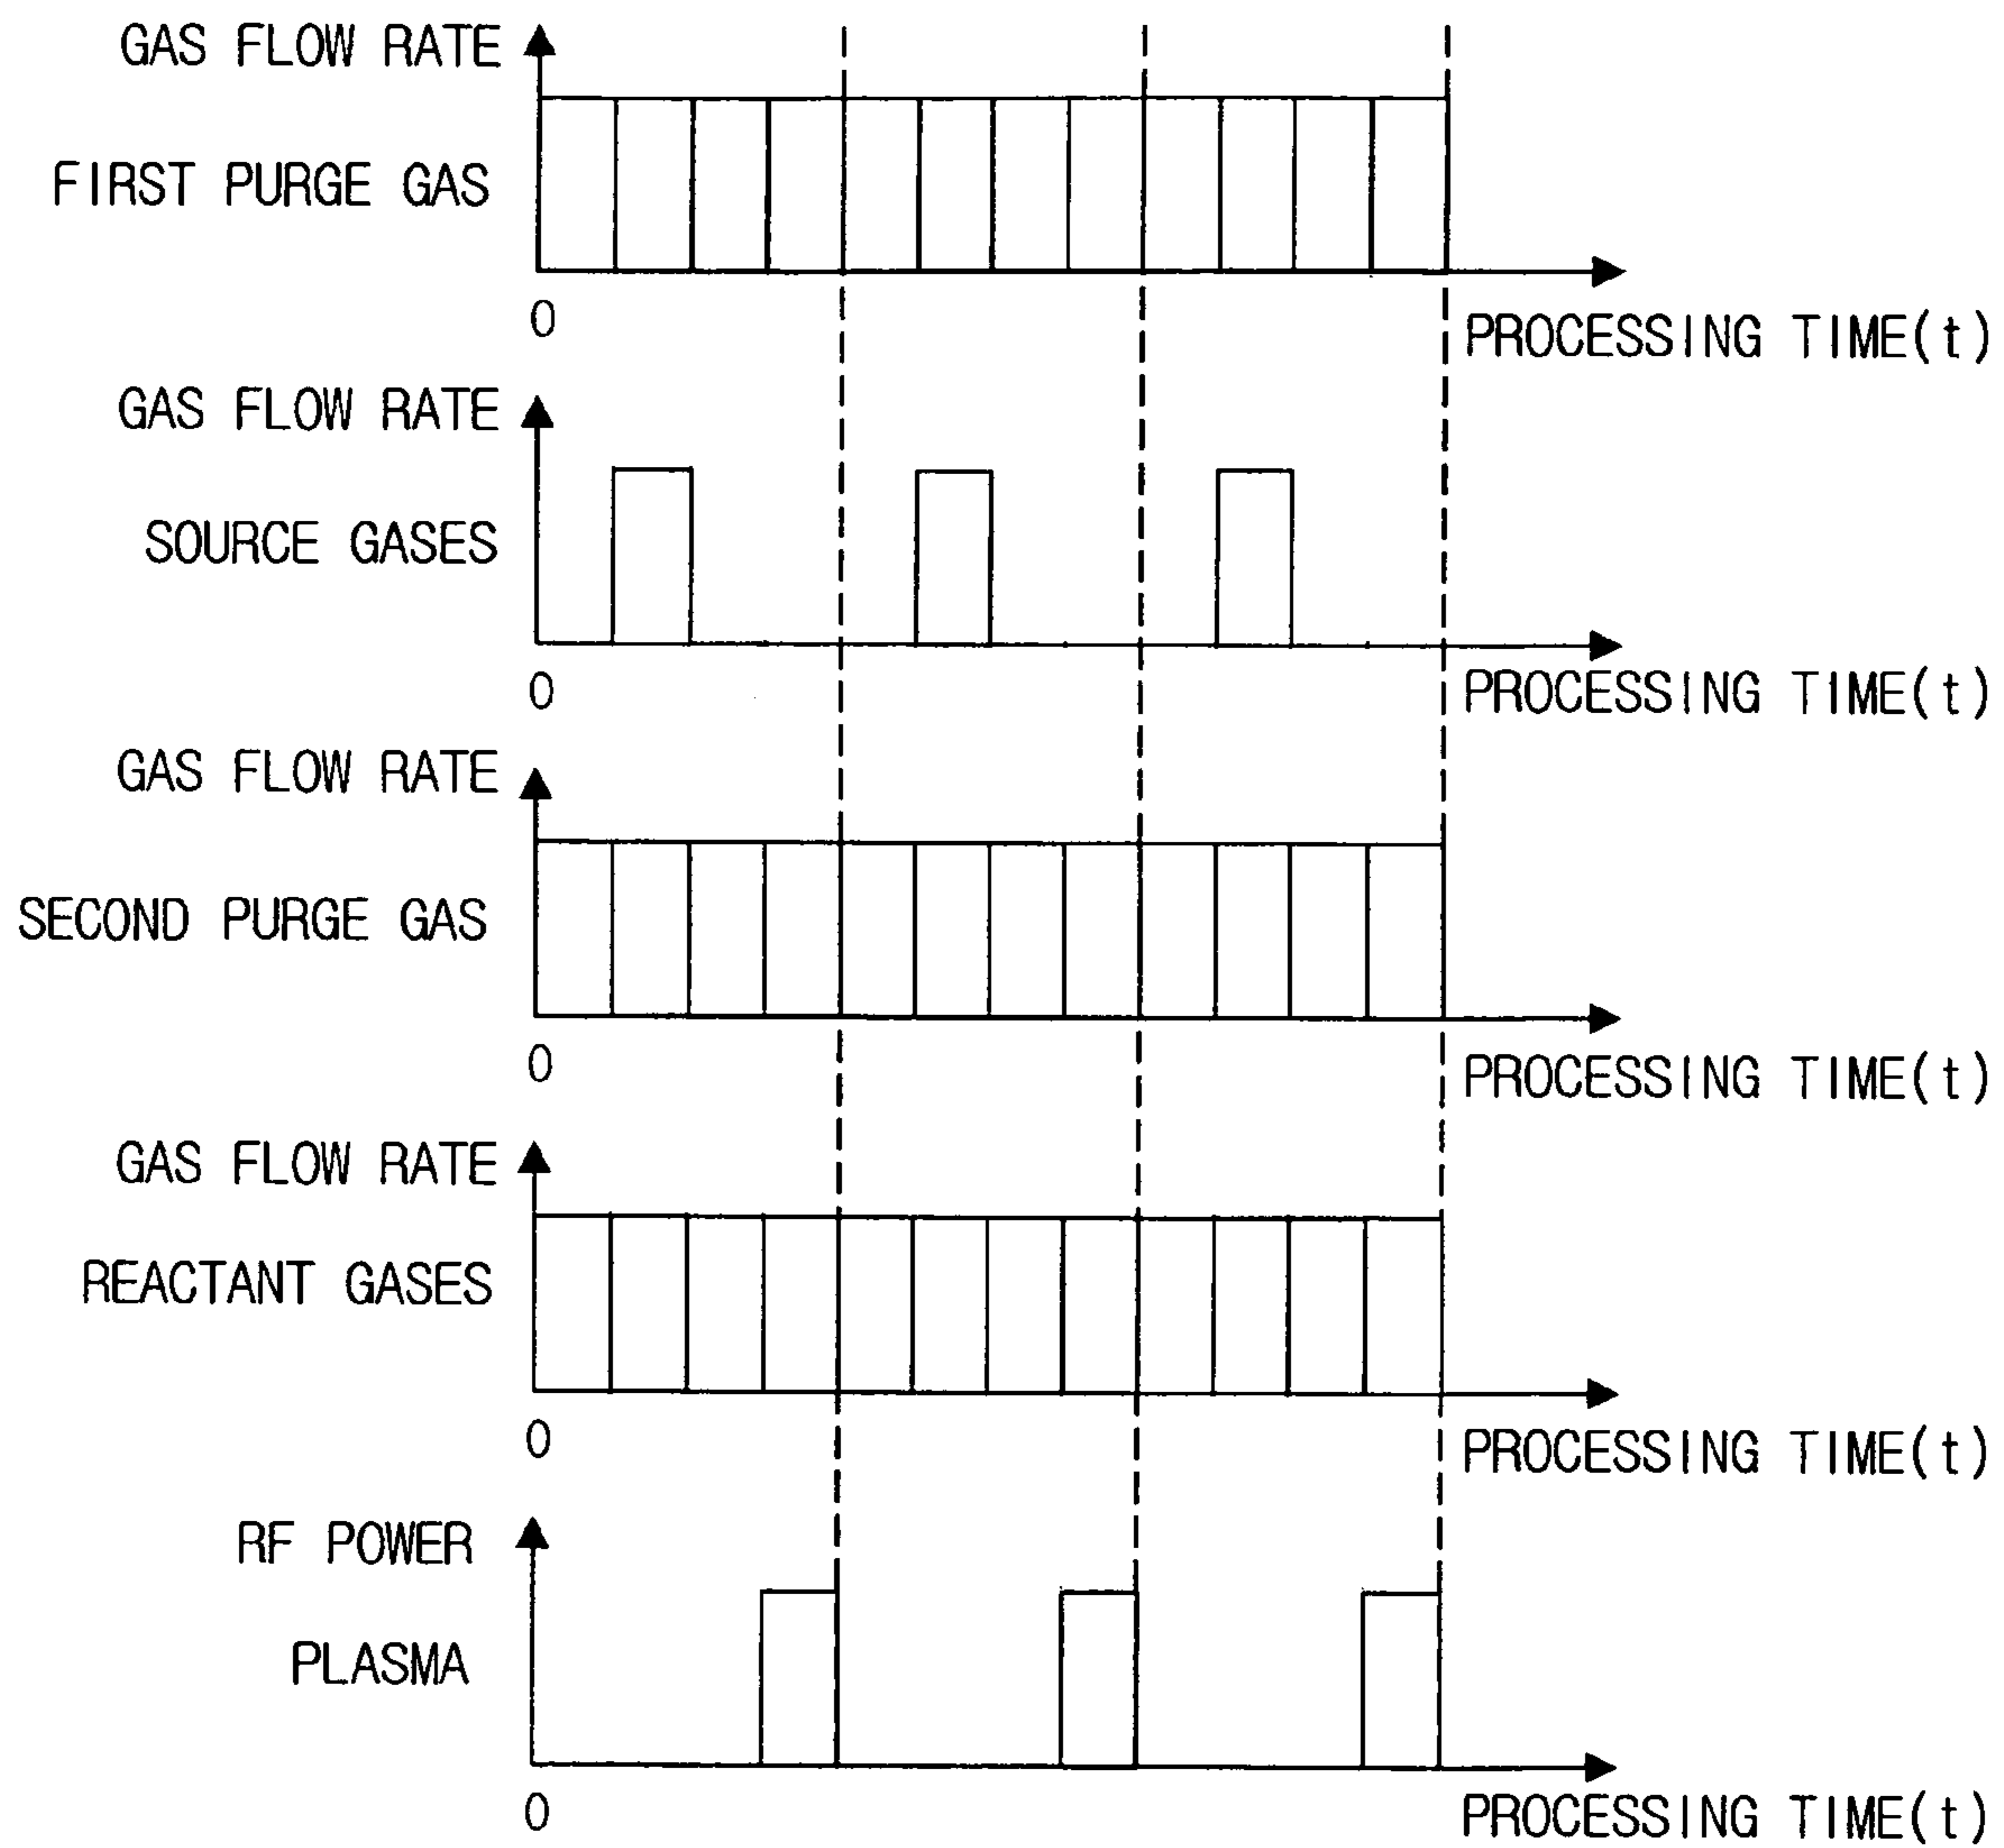 GAS FLOW RATE
FIRST PURGE GAS
0
PROCESSING TIME(t)
GAS FLOW RATE
SOURCE GASES
0
PROCESSING TIME(t)
GAS FLOW RATE
SECOND PURGE GAS
0
PROCESSING TIME(t)
GAS FLOW RATE
REACTANT GASES
0
PROCESSING TIME(t)
RF POWER
PLASMA
0
PROCESSING TIME(t)